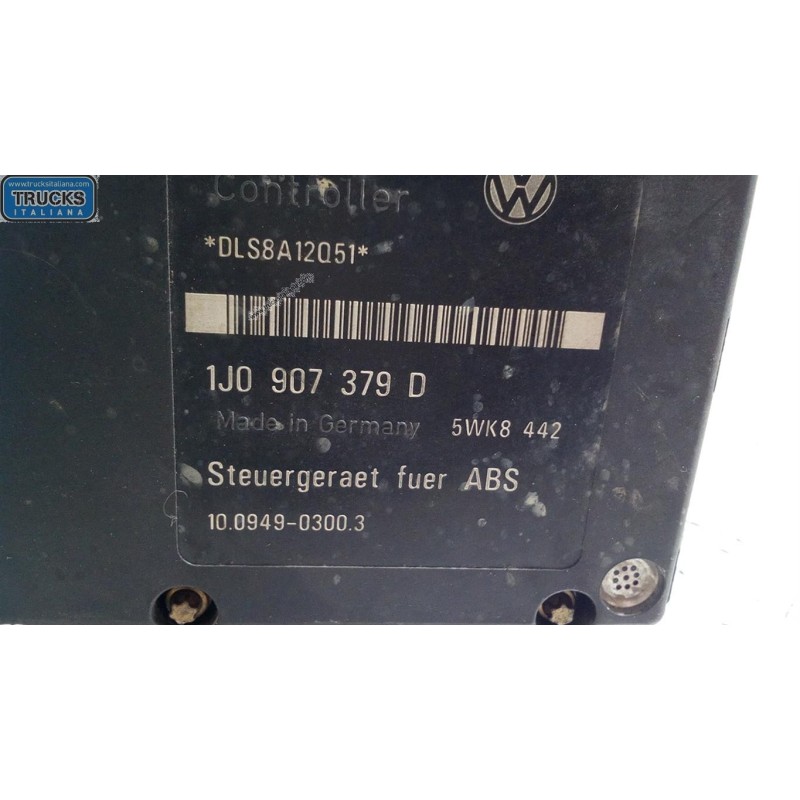 www.trucksitaliana.com
TRUCKS
ITALIANA
Controller
*DLS8A12Q51*
1J0 907 379 D
Made in Germany 5WK8 442
Steuergeraet fuer ABS
10.0949-0300.3